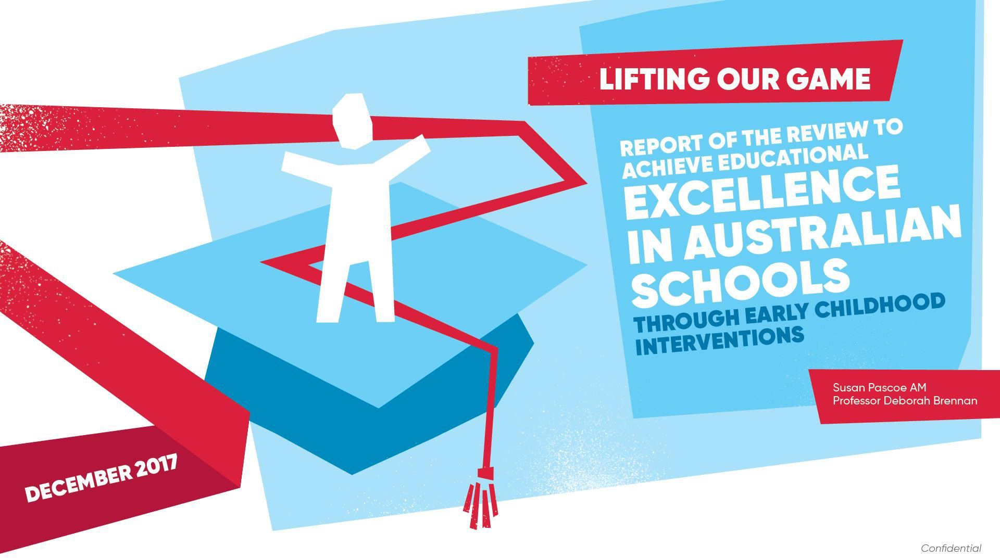 LIFTING OUR GAME
REPORT OF THE REVIEW TO
ACHIEVE EDUCATIONAL
EXCELLENCE
IN AUSTRALIAN
SCHOOLS
THROUGH EARLY CHILDHOOD
INTERVENTIONS
Susan Pascoe AM
Professor Deborah Brennan
DECEMBER 2017
Confidential